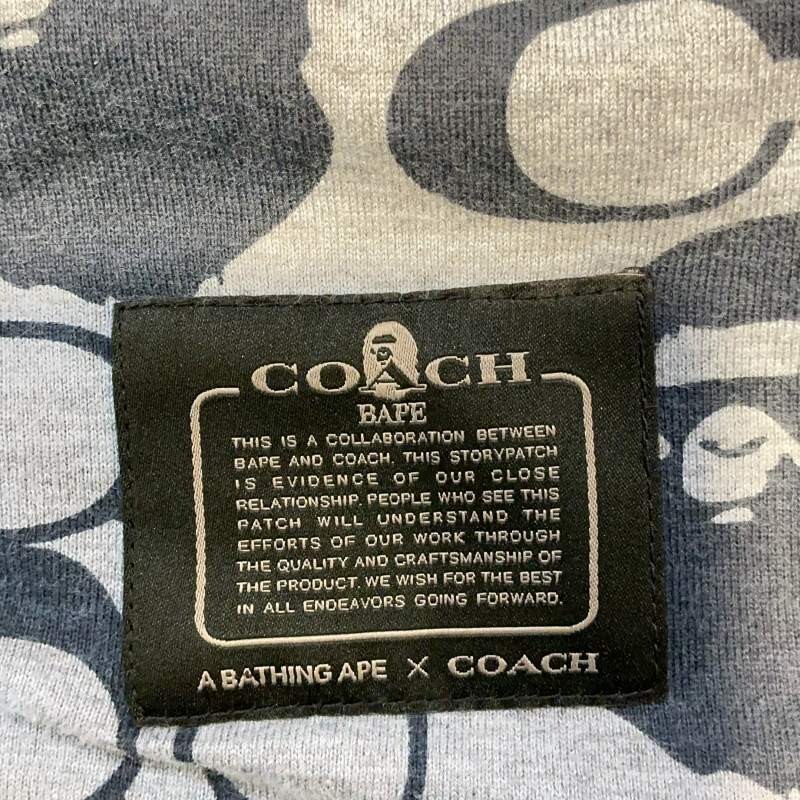 COACH
BAPE
THIS IS A COLLABORATION BETWEEN
BAPE AND COACH. THIS STORYPATCH
IS EVIDENCE OF OUR CLOSE
RELATIONSHIP. PEOPLE WHO SEE THIS
PATCH WILL UNDERSTAND THE
EFFORTS OF OUR WORK THROUGH
THE QUALITY AND CRAFTSMANSHIP OF
THE PRODUCT. WE WISH FOR THE BEST
IN ALL ENDEAVORS GOING FORWARD.
A BATHING APE × COACH